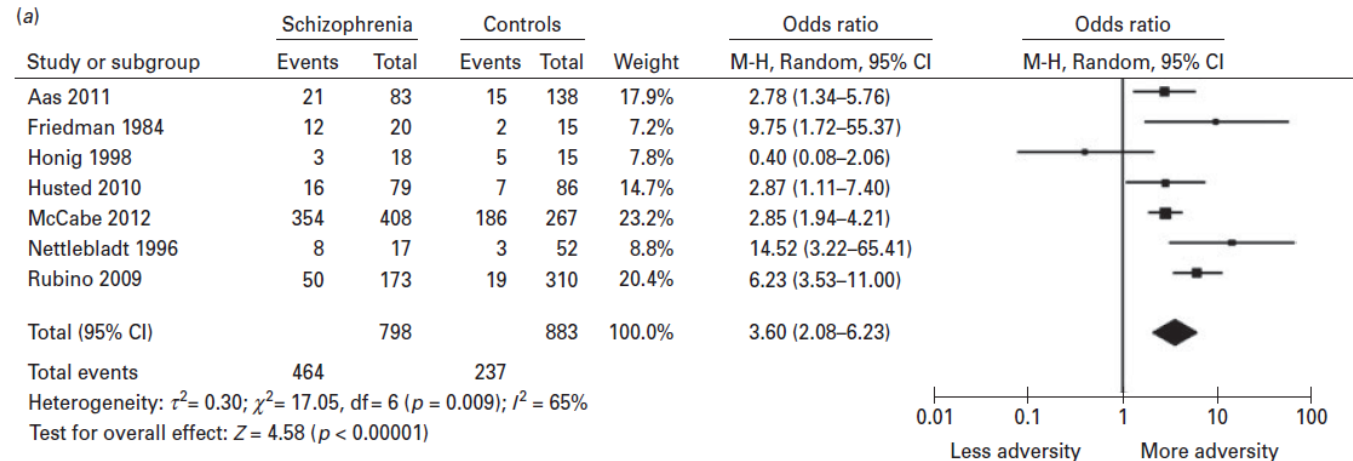 (a)
Schizophrenia Controls Odds ratio Odds ratio
Study or subgroup Events Total Events Total Weight M-H, Random, 95% CI M-H, Random, 95% CI
Aas 2011 21 83 15 138 17.9% 2.78 (1.34–5.76)
Friedman 1984 12 20 2 15 7.2% 9.75 (1.72–55.37)
Honig 1998 3 18 5 15 7.8% 0.40 (0.08–2.06)
Husted 2010 16 79 7 86 14.7% 2.87 (1.11–7.40)
McCabe 2012 354 408 186 267 23.2% 2.85 (1.94–4.21)
Nettlebladt 1996 8 17 3 52 8.8% 14.52 (3.22–65.41)
Rubino 2009 50 173 19 310 20.4% 6.23 (3.53–11.00)
Total (95% CI) 798 883 100.0% 3.60 (2.08–6.23)
Total events 464 237
Heterogeneity: τ²= 0.30; χ²= 17.05, df= 6 (p = 0.009); I² = 65%
Test for overall effect: Z = 4.58 (p < 0.00001)
0.01 0.1 1 10 100
Less adversity More adversity